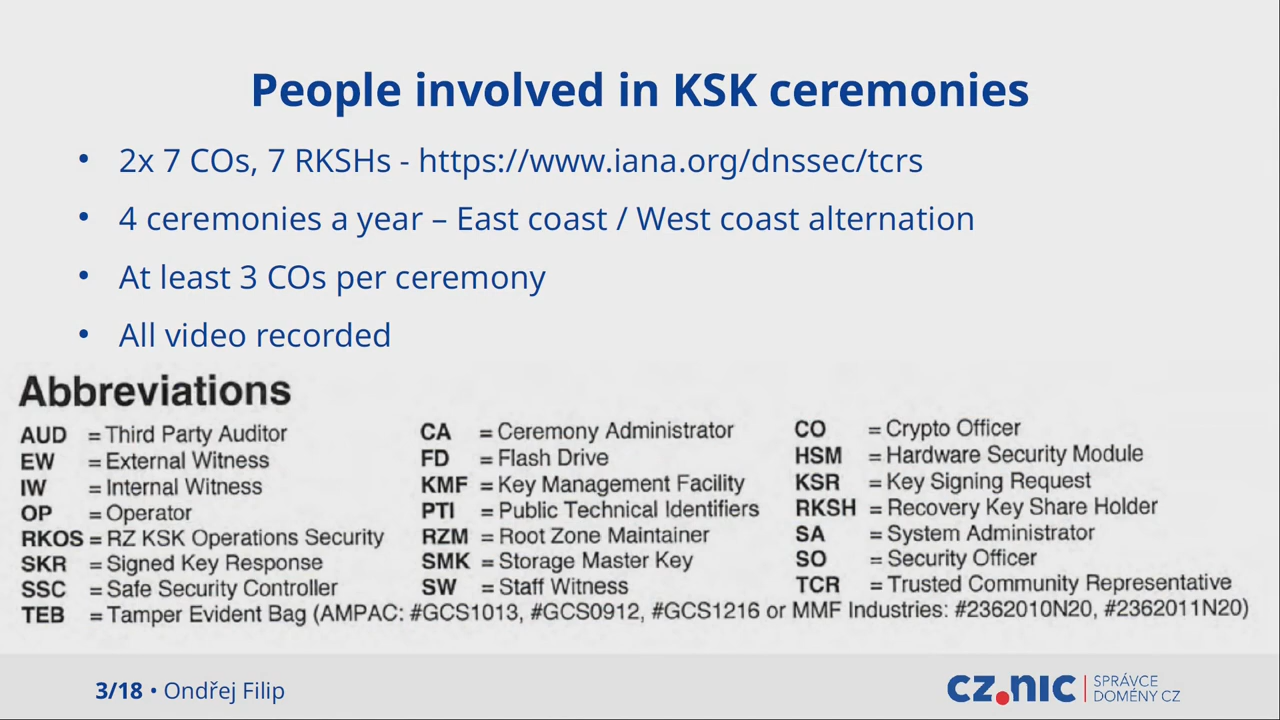 People involved in KSK ceremonies
• 2x 7 COs, 7 RKSHs - https://www.iana.org/dnssec/tcrs
• 4 ceremonies a year – East coast / West coast alternation
• At least 3 COs per ceremony
• All video recorded
Abbreviations
AUD = Third Party Auditor
EW = External Witness
IW = Internal Witness
OP = Operator
RKOS = RZ KSK Operations Security
SKR = Signed Key Response
SSC = Safe Security Controller
CA = Ceremony Administrator
FD = Flash Drive
KMF = Key Management Facility
PTI = Public Technical Identifiers
RZM = Root Zone Maintainer
SMK = Storage Master Key
SW = Staff Witness
CO = Crypto Officer
HSM = Hardware Security Module
KSR = Key Signing Request
RKSH = Recovery Key Share Holder
SA = System Administrator
SO = Security Officer
TCR = Trusted Community Representative
TEB = Tamper Evident Bag (AMPAC: #GCS1013, #GCS0912, #GCS1216 or MMF Industries: #2362010N20, #2362011N20)
3/18 • Ondřej Filip
cz.nic
SPRÁVCE
DOMÉNY CZ